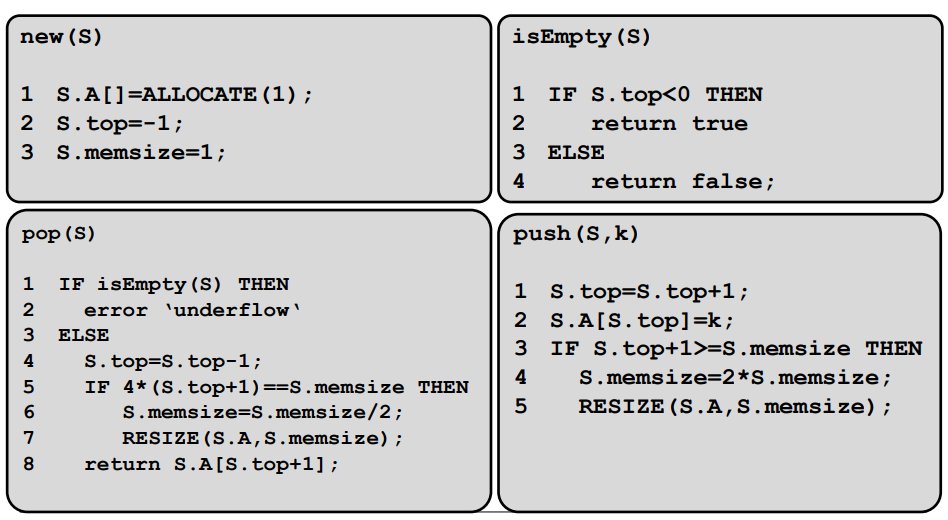 new(S)
1 S.A[]=ALLOCATE(1);
2 S.top=-1;
3 S.memsize=1;
isEmpty(S)
1 IF S.top<0 THEN
2 return true
3 ELSE
4 return false;
pop(S)
1 IF isEmpty(S) THEN
2 error ‛underflow‛
3 ELSE
4 S.top=S.top-1;
5 IF 4*(S.top+1)==S.memsize THEN
6 S.memsize=S.memsize/2;
7 RESIZE(S.A,S.memsize);
8 return S.A[S.top+1];
push(S,k)
1 S.top=S.top+1;
2 S.A[S.top]=k;
3 IF S.top+1>=S.memsize THEN
4 S.memsize=2*S.memsize;
5 RESIZE(S.A,S.memsize);